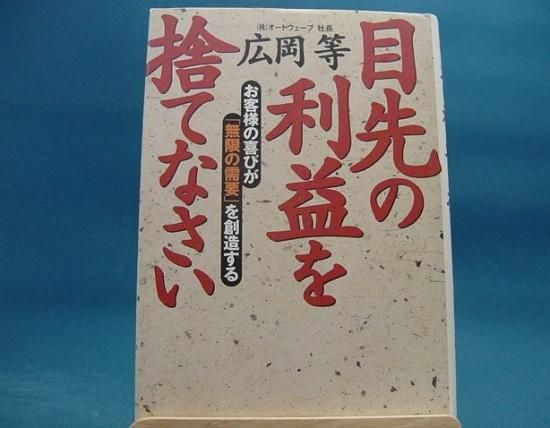 目先の
利益を
捨てなさい
(株)オートウェーブ 社長
広岡 等
お客様の喜びが
「無限の需要」を創造する